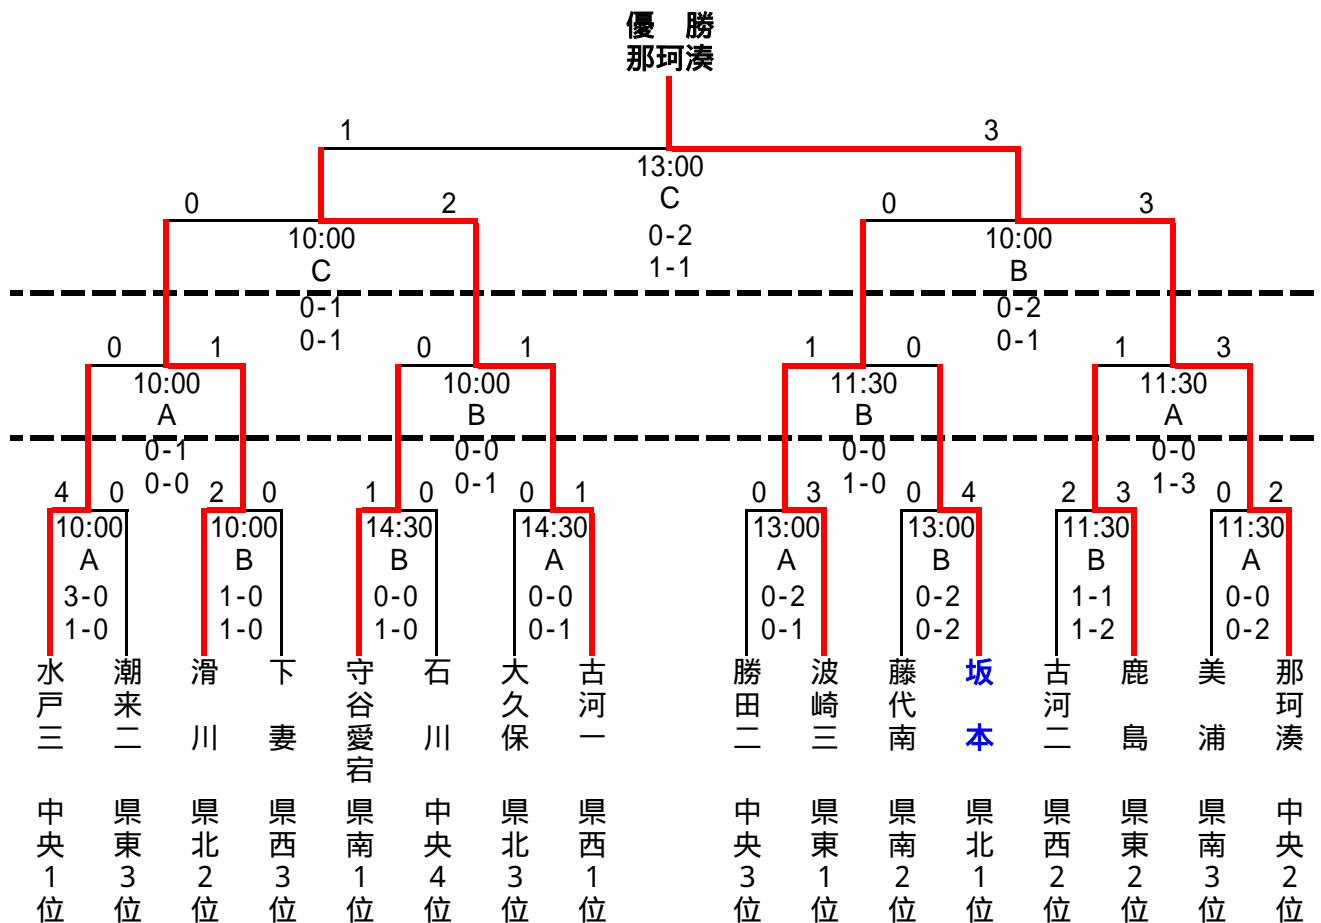 優　勝
那珂湊
1 3
13:00
C
0-2
1-1
0 2 0 3
10:00 10:00
C B
0-1 0-2
0-1 0-1
0 1 0 1 1 0 1 3
10:00 10:00 11:30 11:30
A B B A
0-1 0-0 0-0 0-0
0-0 0-1 1-0 1-3
4 0 2 0 1 0 0 1 0 3 0 4 2 3 0 2
10:00 10:00 14:30 14:30 13:00 13:00 11:30 11:30
A B B A A B B A
3-0 1-0 0-0 0-0 0-2 0-2 1-1 0-0
1-0 1-0 1-0 0-1 0-1 0-2 1-2 0-2
水戸三　中央1位
潮来二　県東3位
滑川　県北2位
下妻　県西3位
守谷愛宕　県南1位
石川　中央4位
大久保　県北3位
古河一　県西1位
勝田二　中央3位
波崎三　県東1位
藤代南　県南2位
坂本　県北1位
古河二　県西2位
鹿島　県東2位
美浦　県南3位
那珂湊　中央2位